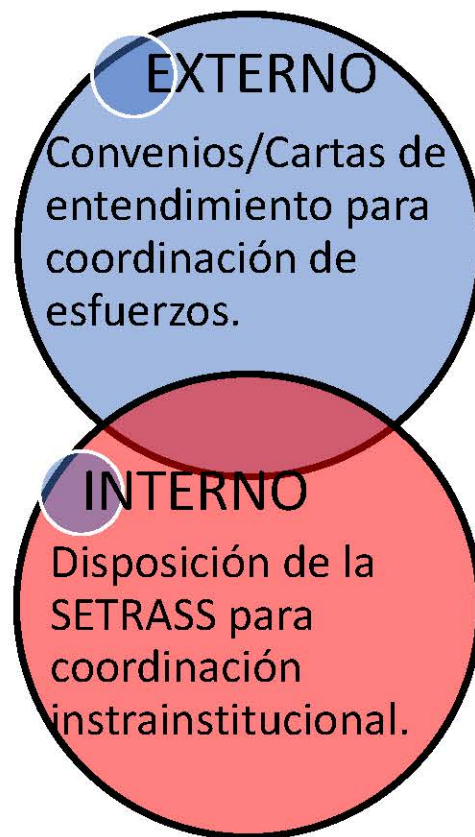 EXTERNO
Convenios/Cartas de
entendimiento para
coordinación de
esfuerzos.
INTERNO
Disposición de la
SETRASS para
coordinación
instrainstitucional.